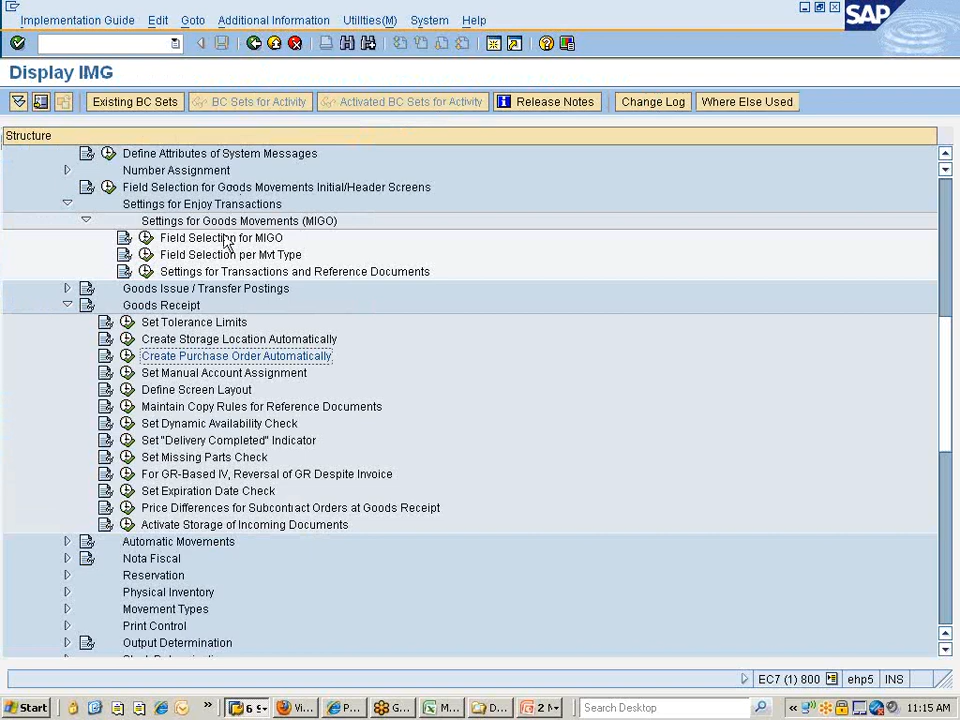 Implementation Guide Edit Goto Additional Information Utilities(M) System Help
SAP
Display IMG
Existing BC Sets BC Sets for Activity Activated BC Sets for Activity Release Notes Change Log Where Else Used
Structure
Define Attributes of System Messages
Number Assignment
Field Selection for Goods Movements Initial/Header Screens
Settings for Enjoy Transactions
Settings for Goods Movements (MIGO)
Field Selection for MIGO
Field Selection per Mvt Type
Settings for Transactions and Reference Documents
Goods Issue / Transfer Postings
Goods Receipt
Set Tolerance Limits
Create Storage Location Automatically
Create Purchase Order Automatically
Set Manual Account Assignment
Define Screen Layout
Maintain Copy Rules for Reference Documents
Set Dynamic Availability Check
Set "Delivery Completed" Indicator
Set Missing Parts Check
For GR-Based IV, Reversal of GR Despite Invoice
Set Expiration Date Check
Price Differences for Subcontract Orders at Goods Receipt
Activate Storage of Incoming Documents
Automatic Movements
Nota Fiscal
Reservation
Physical Inventory
Movement Types
Print Control
Output Determination
EC7 (1) 800 ehp5 INS
Start 6 S... Vi... P... G... M... D... 2 N Search Desktop 11:15 AM